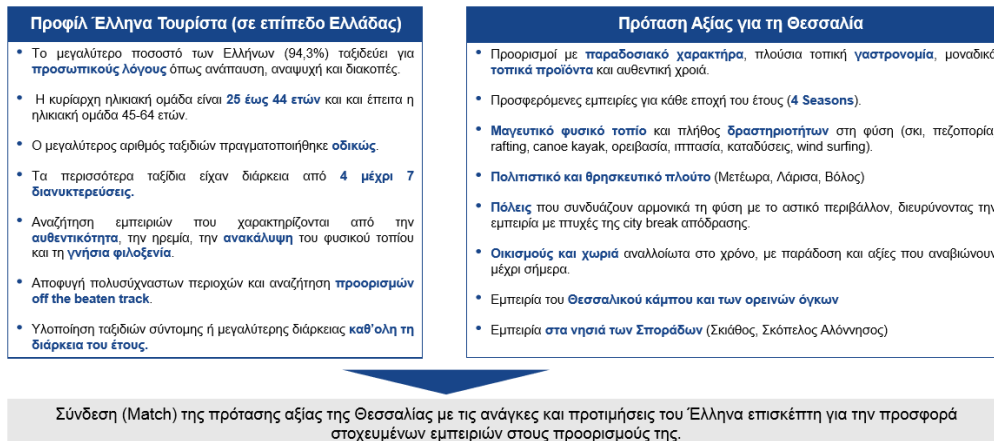 Προφίλ Έλληνα Τουρίστα (σε επίπεδο Ελλάδας)
• Το μεγαλύτερο ποσοστό των Ελλήνων (94,3%) ταξιδεύει για
προσωπικούς λόγους όπως ανάπαυση, αναψυχή και διακοπές.
• Η κυρίαρχη ηλικιακή ομάδα είναι 25 έως 44 ετών και και έπειτα η
ηλικιακή ομάδα 45-64 ετών.
• Ο μεγαλύτερος αριθμός ταξιδιών πραγματοποιήθηκε οδικώς.
• Τα περισσότερα ταξίδια είχαν διάρκεια από 4 μέχρι 7
διανυκτερεύσεις.
• Αναζήτηση εμπειριών που χαρακτηρίζονται από την
αυθεντικότητα, την ηρεμία, την ανακάλυψη του φυσικού τοπίου
και τη γνήσια φιλοξενία.
• Αποφυγή πολυσύχναστων περιοχών και αναζήτηση προορισμών
off the beaten track.
• Υλοποίηση ταξιδιών σύντομης ή μεγαλύτερης διάρκειας καθ'ολη τη
διάρκεια του έτους.
Πρόταση Αξίας για τη Θεσσαλία
• Προορισμοί με παραδοσιακό χαρακτήρα, πλούσια τοπική γαστρονομία, μοναδικά
τοπικά προϊόντα και αυθεντική χροιά.
• Προσφερόμενες εμπειρίες για κάθε εποχή του έτους (4 Seasons).
• Μαγευτικό φυσικό τοπίο και πλήθος δραστηριοτήτων στη φύση (σκι, πεζοπορία,
rafting, canoe kayak, ορειβασία, ιππασία, καταδύσεις, wind surfing).
• Πολιτιστικό και θρησκευτικό πλούτο (Μετέωρα, Λάρισα, Βόλος)
• Πόλεις που συνδυάζουν αρμονικά τη φύση με το αστικό περιβάλλον, διευρύνοντας την
εμπειρία με πτυχές της city break απόδρασης.
• Οικισμούς και χωριά αναλλοίωτα στο χρόνο, με παράδοση και αξίες που αναβιώνουν
μέχρι σήμερα.
• Εμπειρία του Θεσσαλικού κάμπου και των ορεινών όγκων
• Εμπειρία στα νησιά των Σποράδων (Σκιάθος, Σκόπελος Αλόννησος)
Σύνδεση (Match) της πρότασης αξίας της Θεσσαλίας με τις ανάγκες και προτιμήσεις του Έλληνα επισκέπτη για την προσφορά
στοχευμένων εμπειριών στους προορισμούς της.